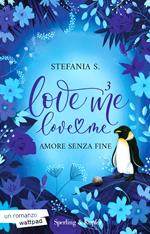 STEFANIA S.
love me 3
love me
AMORE SENZA FINE
un romanzo
wattpad
Sperling & Kupfer